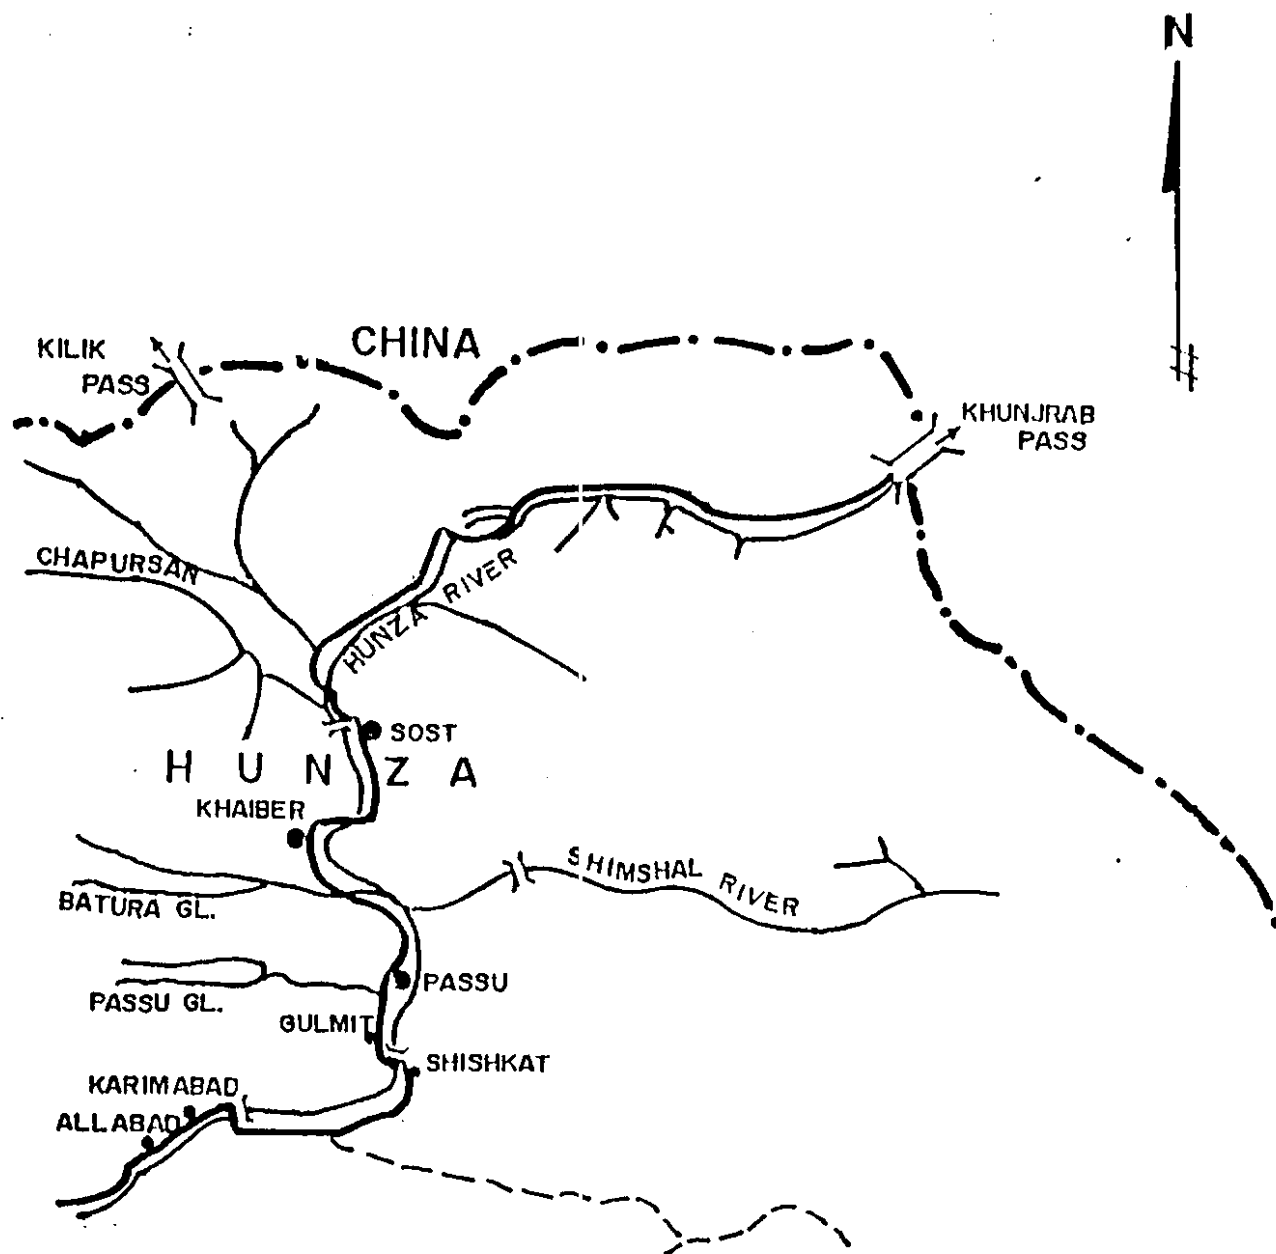 N
CHINA
KILIK
PASS
KHUNJRAB
PASS
CHAPURSAN
HUNZA RIVER
SOST
HUNZA
KHAIBER
SHIMSHAL RIVER
BATURA GL.
PASSU
PASSU GL.
GULMIT
SHISHKAT
KARIMABAD
ALLABAD